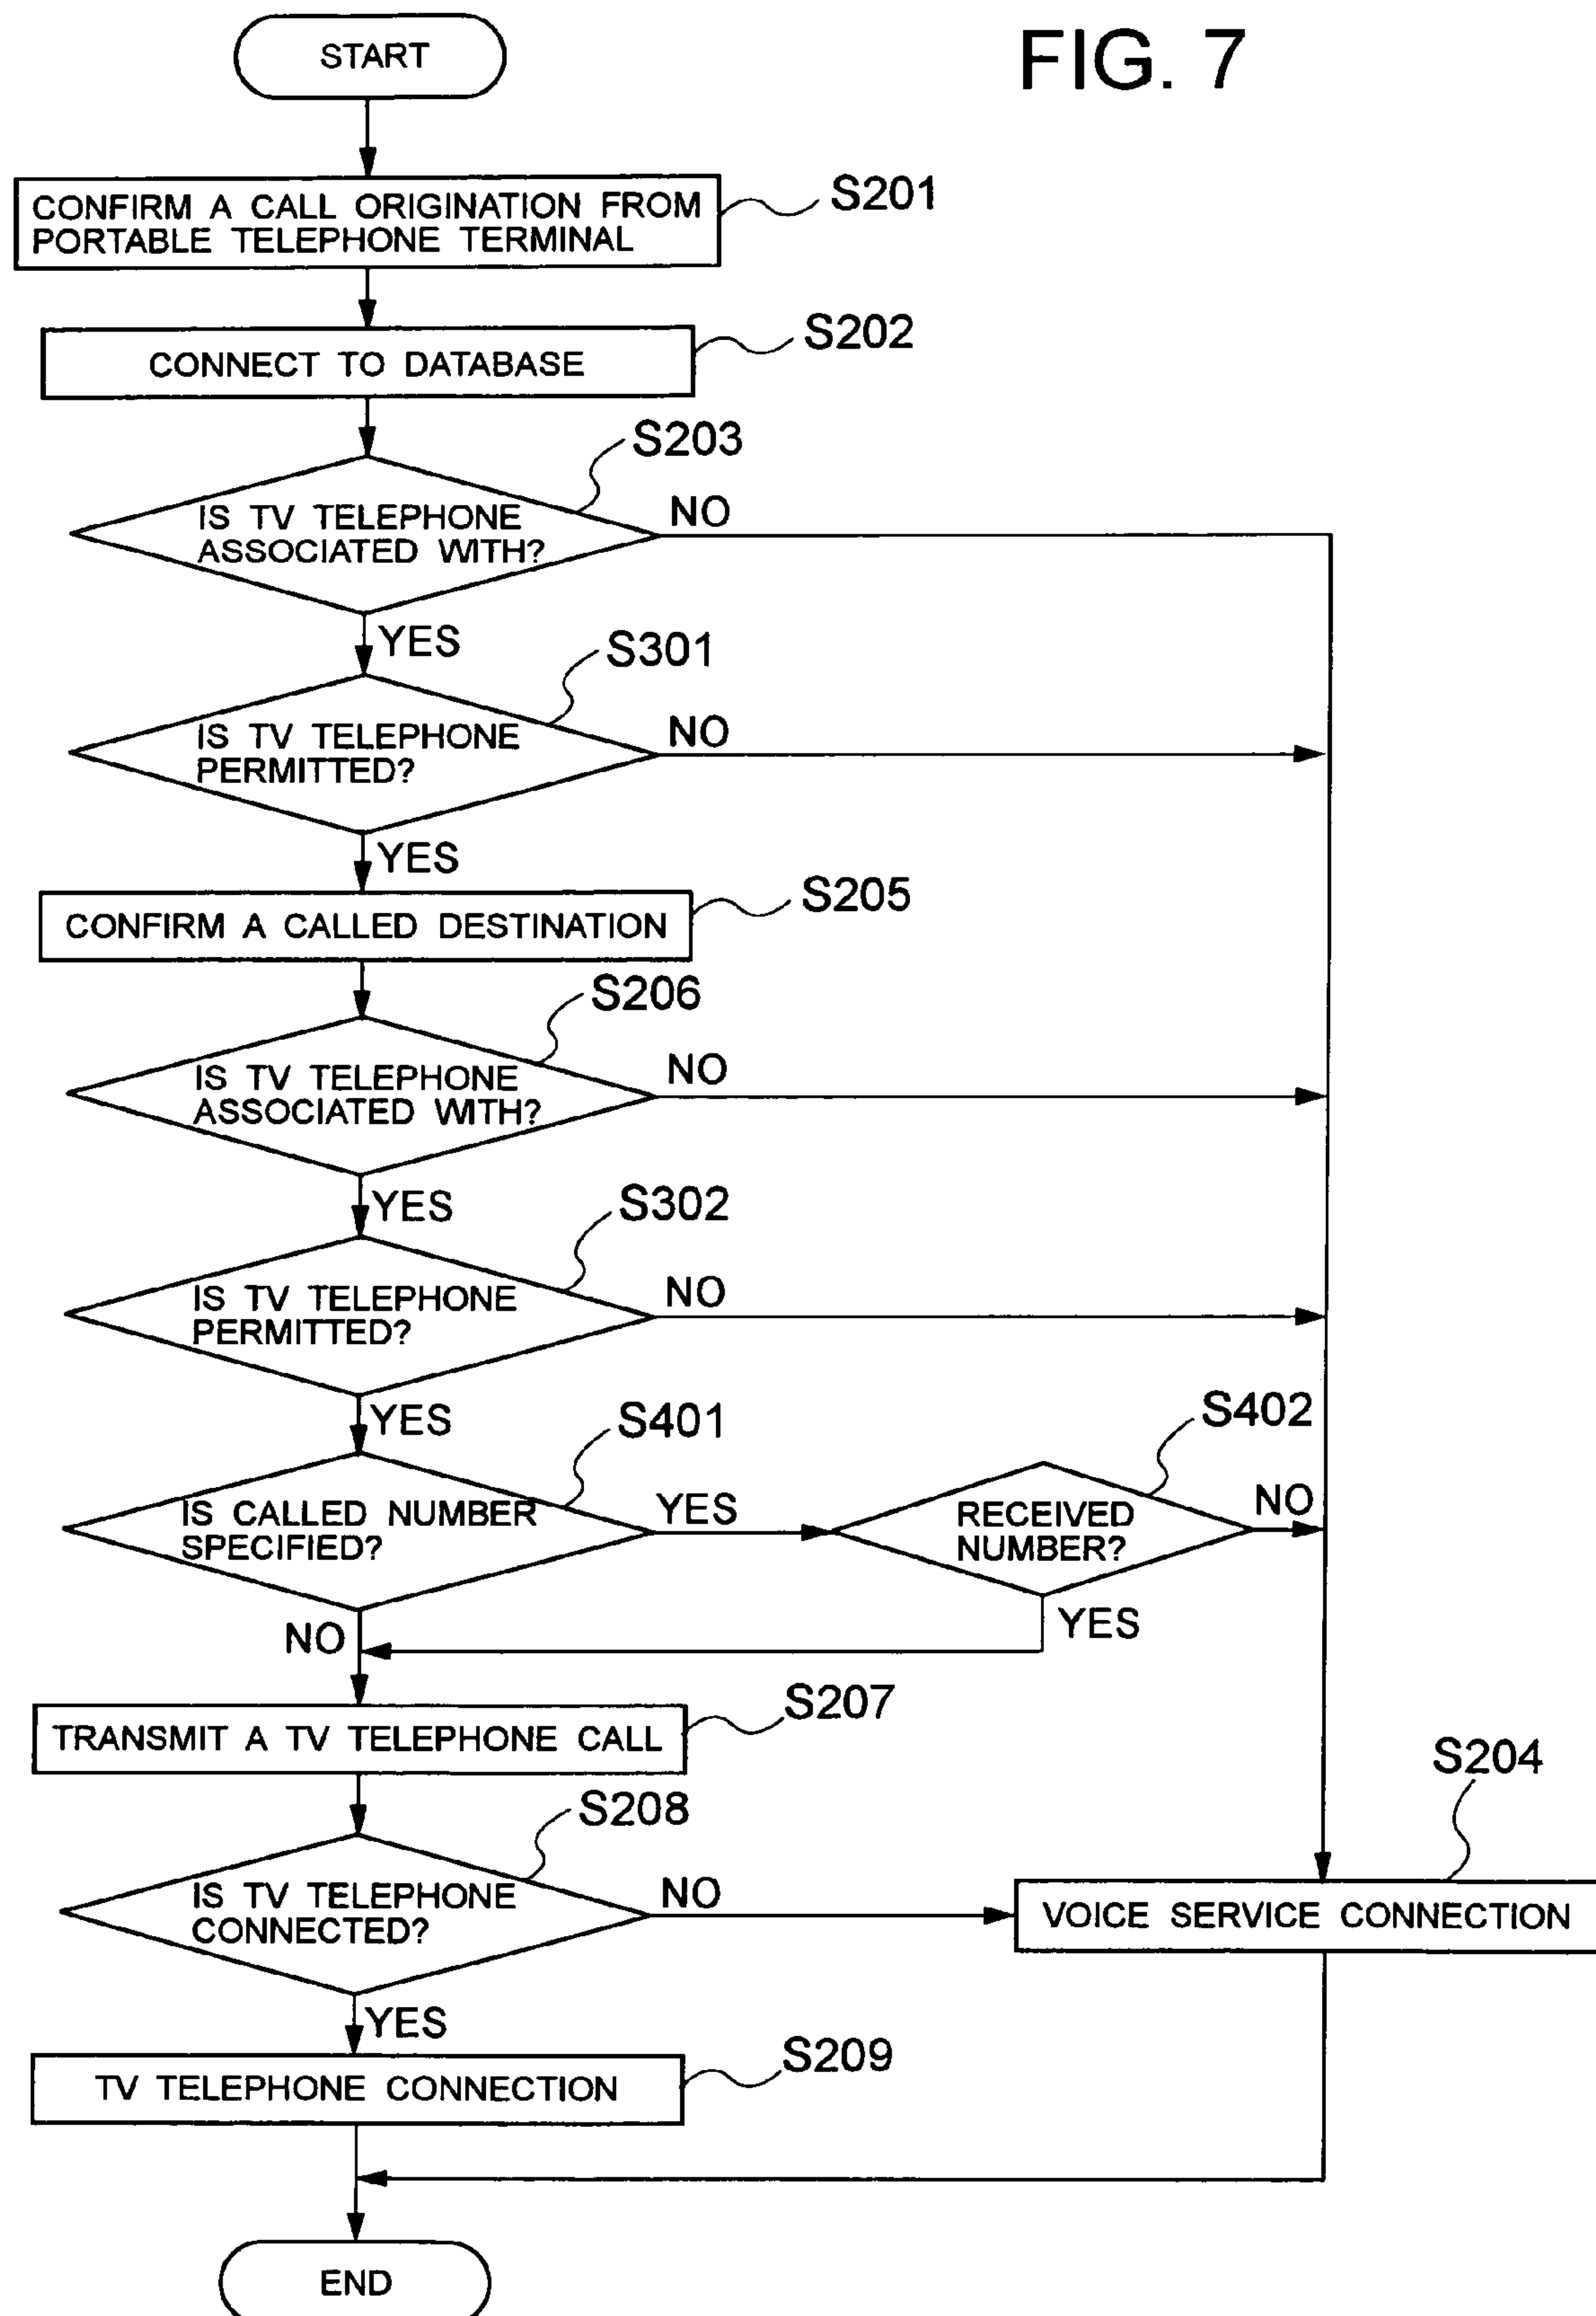 FIG. 7
START
CONFIRM A CALL ORIGINATION FROM
PORTABLE TELEPHONE TERMINAL
S201
CONNECT TO DATABASE
S202
S203
IS TV TELEPHONE
ASSOCIATED WITH?
NO
YES
S301
IS TV TELEPHONE
PERMITTED?
NO
YES
S205
CONFIRM A CALLED DESTINATION
S206
IS TV TELEPHONE
ASSOCIATED WITH?
NO
YES
S302
IS TV TELEPHONE
PERMITTED?
NO
YES
S401
IS CALLED NUMBER
SPECIFIED?
YES
S402
RECEIVED
NUMBER?
NO
YES
NO
S207
TRANSMIT A TV TELEPHONE CALL
S208
IS TV TELEPHONE
CONNECTED?
NO
S204
VOICE SERVICE CONNECTION
YES
S209
TV TELEPHONE CONNECTION
END